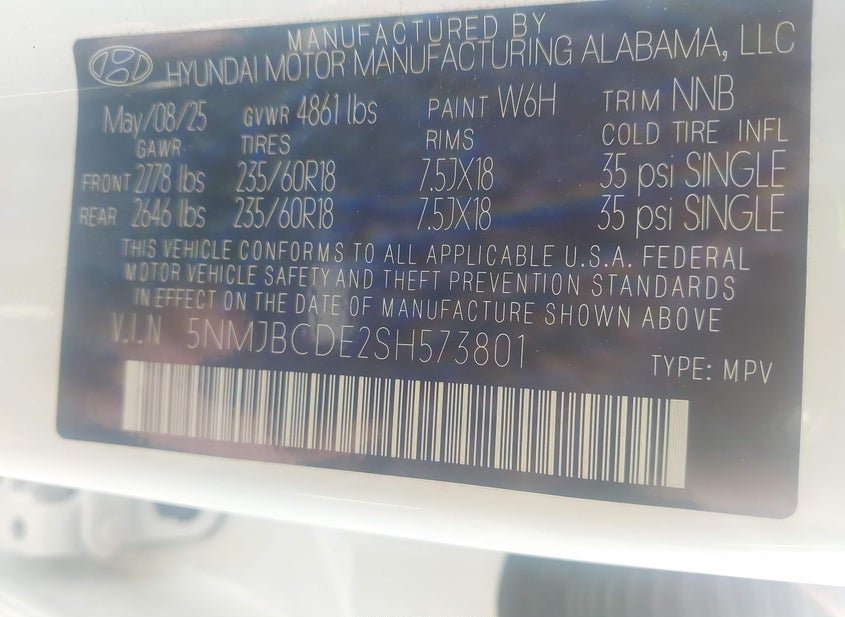 MANUFACTURED BY
HYUNDAI MOTOR MANUFACTURING ALABAMA, LLC
May/08/25 GVWR 4861 lbs PAINT W6H TRIM NNB
GAWR TIRES RIMS COLD TIRE INFL
FRONT 2778 lbs 235/60R18 7.5JX18 35 psi SINGLE
REAR 2646 lbs 235/60R18 7.5JX18 35 psi SINGLE
THIS VEHICLE CONFORMS TO ALL APPLICABLE U.S.A. FEDERAL
MOTOR VEHICLE SAFETY AND THEFT PREVENTION STANDARDS
IN EFFECT ON THE DATE OF MANUFACTURE SHOWN ABOVE
V.I.N 5NMJBCDE2SH573801
TYPE: MPV